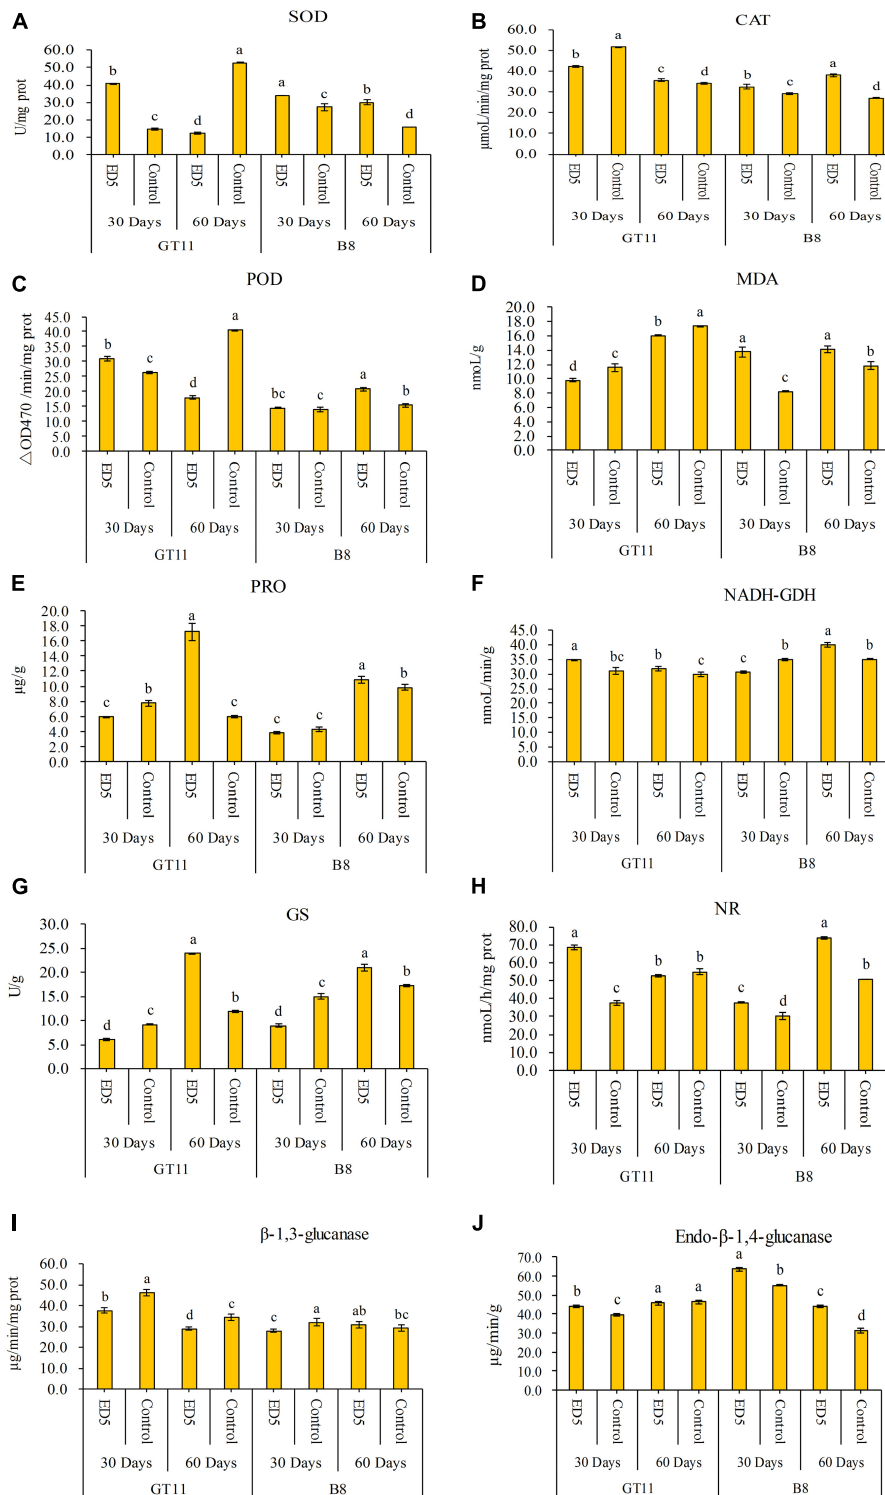 A
SOD
U/mg prot
60.0
50.0
40.0
30.0
20.0
10.0
0.0
b c d a a c b d
ED5 Control ED5 Control ED5 Control ED5 Control
30 Days 60 Days 30 Days 60 Days
GT11 B8
B
CAT
μmoL/min/mg prot
60.0
50.0
40.0
30.0
20.0
10.0
0.0
b a c d b c a d
ED5 Control ED5 Control ED5 Control ED5 Control
30 Days 60 Days 30 Days 60 Days
GT11 B8
C
POD
△OD470 /min/mg prot
45.0
40.0
35.0
30.0
25.0
20.0
15.0
10.0
5.0
0.0
b c d a bc c a b
ED5 Control ED5 Control ED5 Control ED5 Control
30 Days 60 Days 30 Days 60 Days
GT11 B8
D
MDA
nmoL/g
20.0
18.0
16.0
14.0
12.0
10.0
8.0
6.0
4.0
2.0
0.0
d c b a a c a b
ED5 Control ED5 Control ED5 Control ED5 Control
30 Days 60 Days 30 Days 60 Days
GT11 B8
E
PRO
μg/g
20.0
18.0
16.0
14.0
12.0
10.0
8.0
6.0
4.0
2.0
0.0
c b a c c c a b
ED5 Control ED5 Control ED5 Control ED5 Control
30 Days 60 Days 30 Days 60 Days
GT11 B8
F
NADH-GDH
nmoL/min/g
45.0
40.0
35.0
30.0
25.0
20.0
15.0
10.0
5.0
0.0
a bc b c c b a b
ED5 Control ED5 Control ED5 Control ED5 Control
30 Days 60 Days 30 Days 60 Days
GT11 B8
G
GS
U/g
30.0
25.0
20.0
15.0
10.0
5.0
0.0
d c a b d c a b
ED5 Control ED5 Control ED5 Control ED5 Control
30 Days 60 Days 30 Days 60 Days
GT11 B8
H
NR
nmoL/h/mg prot
80.0
70.0
60.0
50.0
40.0
30.0
20.0
10.0
0.0
a c b b c d a b
ED5 Control ED5 Control ED5 Control ED5 Control
30 Days 60 Days 30 Days 60 Days
GT11 B8
I
β-1,3-glucanase
μg/min/mg prot
60.0
50.0
40.0
30.0
20.0
10.0
0.0
b a d c c a ab bc
ED5 Control ED5 Control ED5 Control ED5 Control
30 Days 60 Days 30 Days 60 Days
GT11 B8
J
Endo-β-1,4-glucanase
μg/min/g
70.0
60.0
50.0
40.0
30.0
20.0
10.0
0.0
b c a a a b c d
ED5 Control ED5 Control ED5 Control ED5 Control
30 Days 60 Days 30 Days 60 Days
GT11 B8